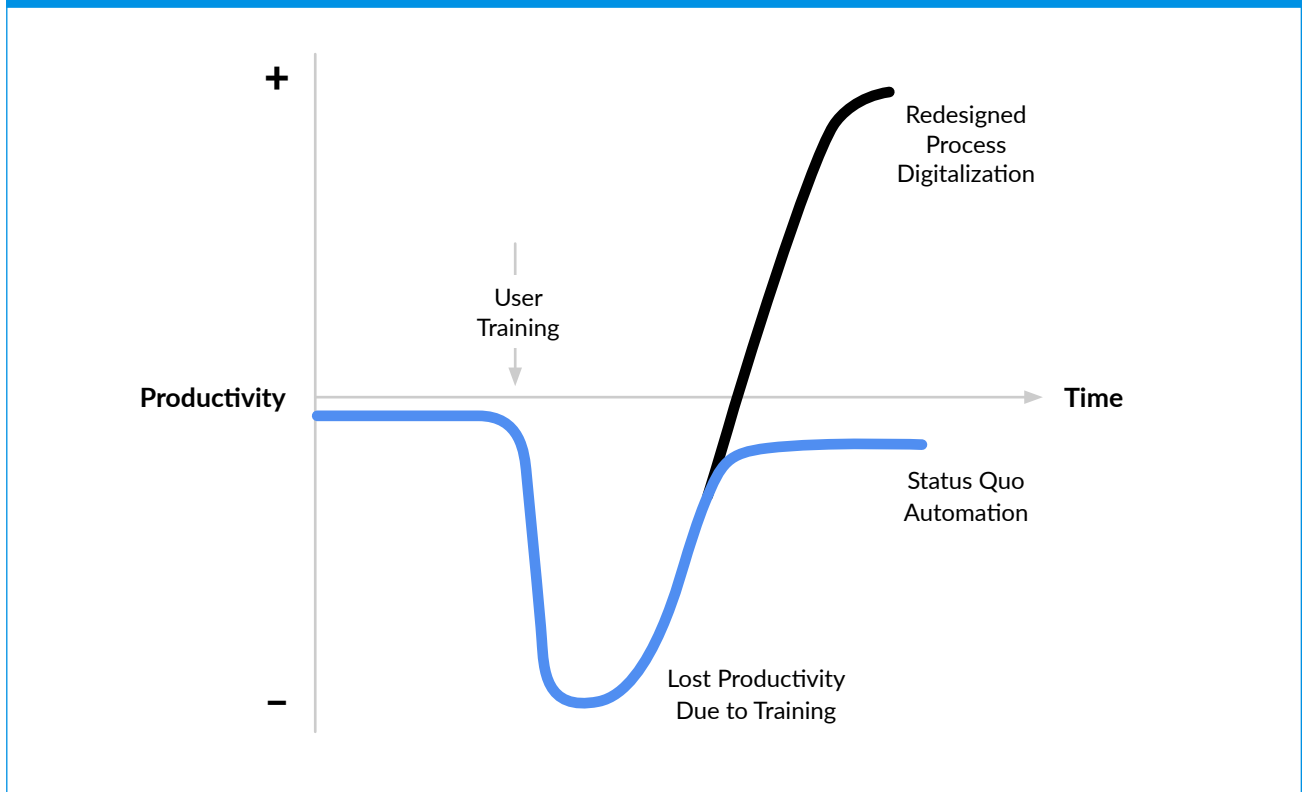 +
Redesigned
Process
Digitalization
User
Training
Productivity
Time
Status Quo
Automation
Lost Productivity
Due to Training
–